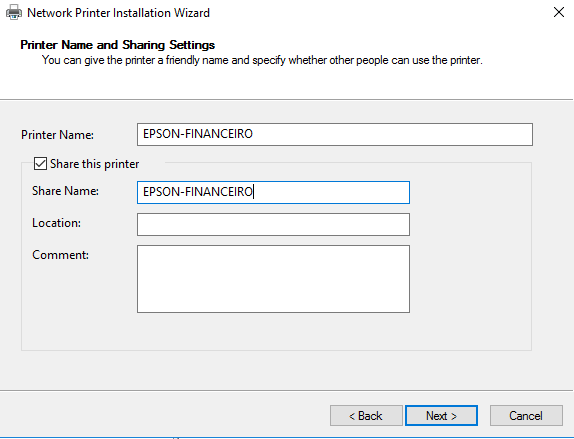 Network Printer Installation Wizard
Printer Name and Sharing Settings
You can give the printer a friendly name and specify whether other people can use the printer.
Printer Name: EPSON-FINANCEIRO
Share this printer
Share Name: EPSON-FINANCEIRO
Location:
Comment:
< Back Next > Cancel